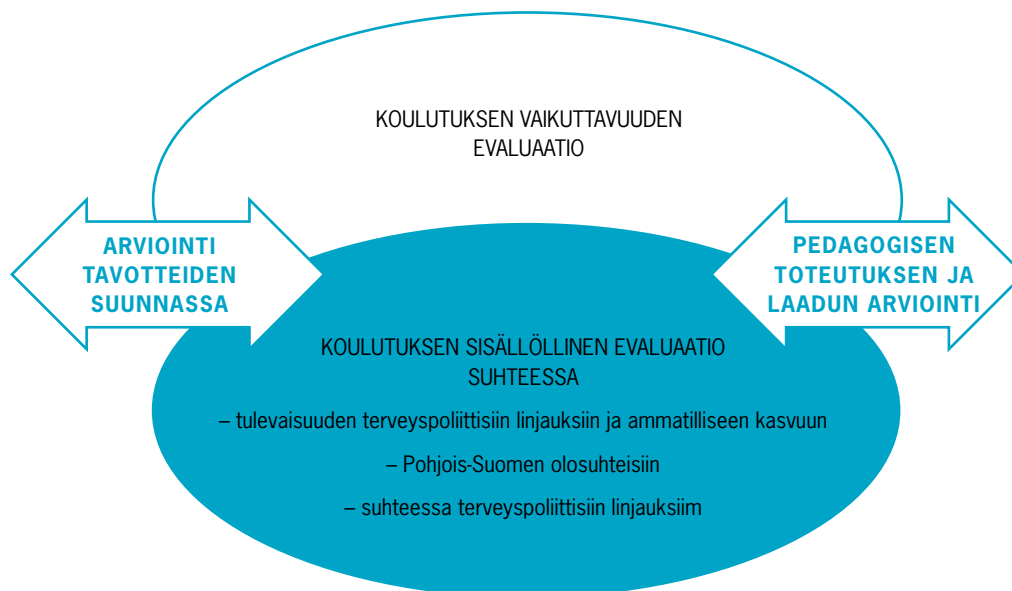 KOULUTUKSEN VAIKUTTAVUUDEN
EVALUAATIO
ARVIOINTI
TAVOTTEIDEN
SUUNNASSA
PEDAGOGISEN
TOTEUTUKSEN JA
LAADUN ARVIOINTI
KOULUTUKSEN SISÄLLÖLLINEN EVALUAATIO
SUHTEESSA
– tulevaisuuden terveyspoliittisiin linjauksiin ja ammatilliseen kasvuun
– Pohjois-Suomen olosuhteisiin
– suhteessa terveyspoliittisiin linjauksiim